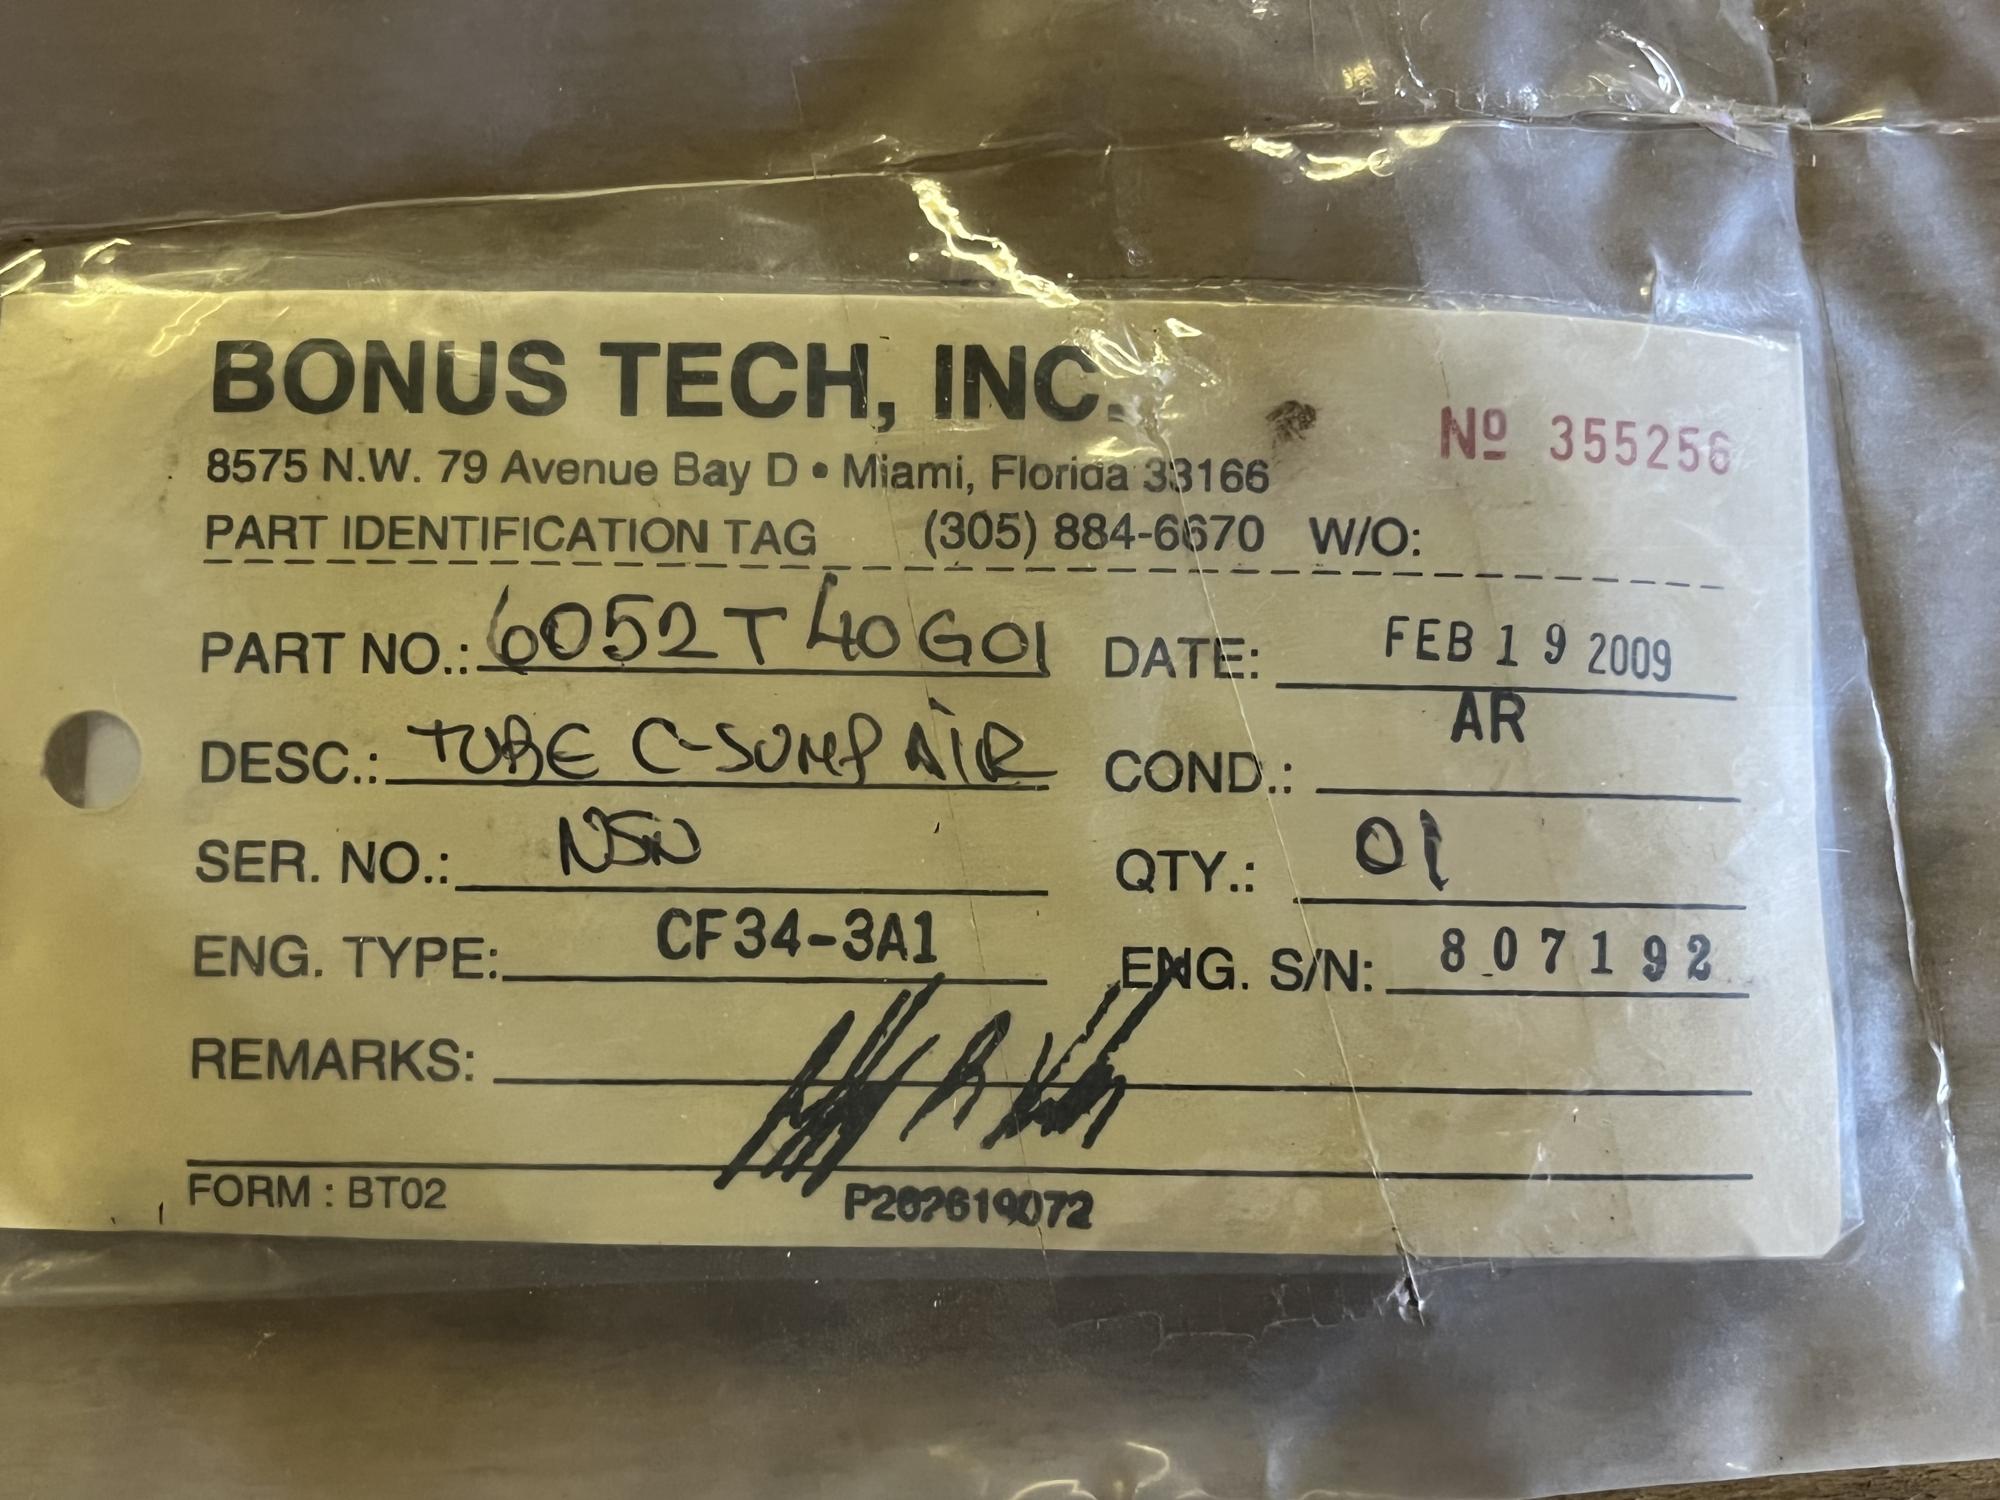 BONUS TECH, INC.
8575 N.W. 79 Avenue Bay D • Miami, Florida 33166
Nº 355256
PART IDENTIFICATION TAG (305) 884-6670 W/O:
PART NO.: 6052T40G01 DATE: FEB 19 2009
DESC.: TUBE C-SUMP AIR COND.: AR
SER. NO.: NSN QTY.: 01
ENG. TYPE: CF34-3A1 ENG. S/N: 807192
REMARKS:
FORM : BT02